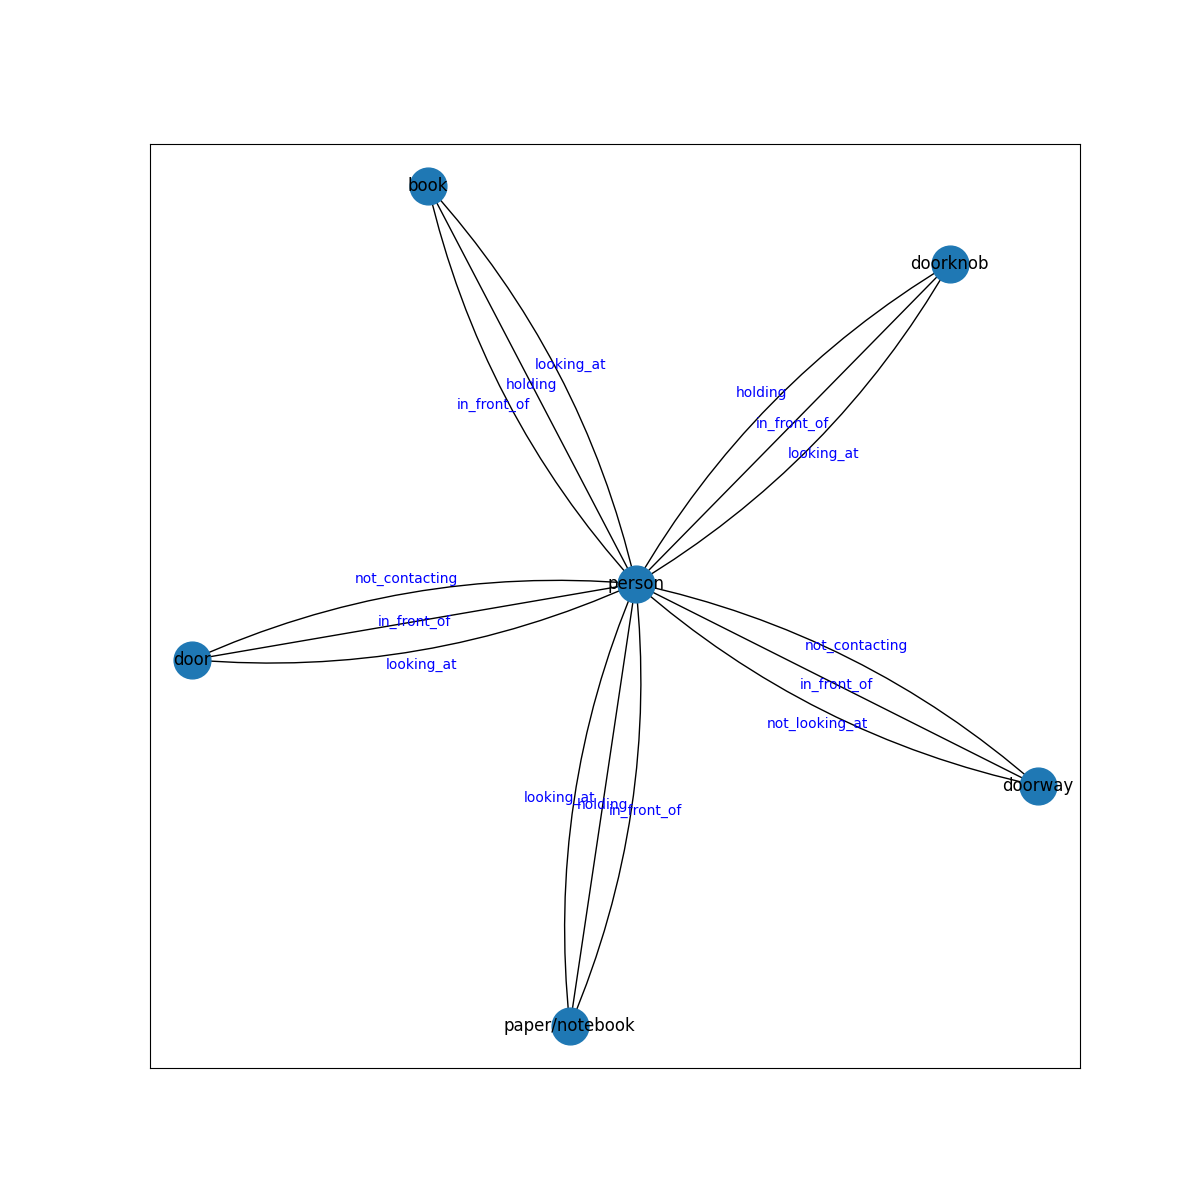 book
doorknob
looking_at
holding
in_front_of
holding
in_front_of
looking_at
not_contacting
in_front_of
looking_at
person
door
not_contacting
in_front_of
not_looking_at
doorway
looking_at
holding
in_front_of
paper/notebook